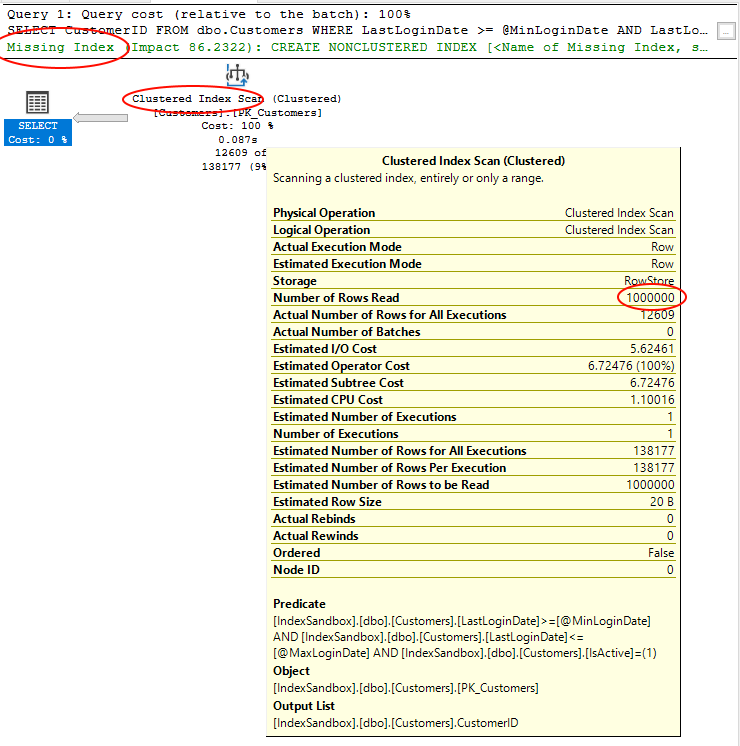 Query 1: Query cost (relative to the batch): 100%
SELECT CustomerID FROM dbo.Customers WHERE LastLoginDate >= @MinLoginDate AND LastLo...
Missing Index (Impact 86.2322): CREATE NONCLUSTERED INDEX [<Name of Missing Index, s...
...
Clustered Index Scan (Clustered)
[Customers].[PK_Customers]
SELECT
Cost: 0 %
Cost: 100 %
0.087s
12609 of
138177 (9%
Clustered Index Scan (Clustered)
Scanning a clustered index, entirely or only a range.
Physical Operation Clustered Index Scan
Logical Operation Clustered Index Scan
Actual Execution Mode Row
Estimated Execution Mode Row
Storage RowStore
Number of Rows Read 1000000
Actual Number of Rows for All Executions 12609
Actual Number of Batches 0
Estimated I/O Cost 5.62461
Estimated Operator Cost 6.72476 (100%)
Estimated Subtree Cost 6.72476
Estimated CPU Cost 1.10016
Estimated Number of Executions 1
Number of Executions 1
Estimated Number of Rows for All Executions 138177
Estimated Number of Rows Per Execution 138177
Estimated Number of Rows to be Read 1000000
Estimated Row Size 20 B
Actual Rebinds 0
Actual Rewinds 0
Ordered False
Node ID 0
Predicate
[IndexSandbox].[dbo].[Customers].[LastLoginDate]>=[@MinLoginDate]
AND [IndexSandbox].[dbo].[Customers].[LastLoginDate]<=
[@MaxLoginDate] AND [IndexSandbox].[dbo].[Customers].[IsActive]=(1)
Object
[IndexSandbox].[dbo].[Customers].[PK_Customers]
Output List
[IndexSandbox].[dbo].[Customers].CustomerID